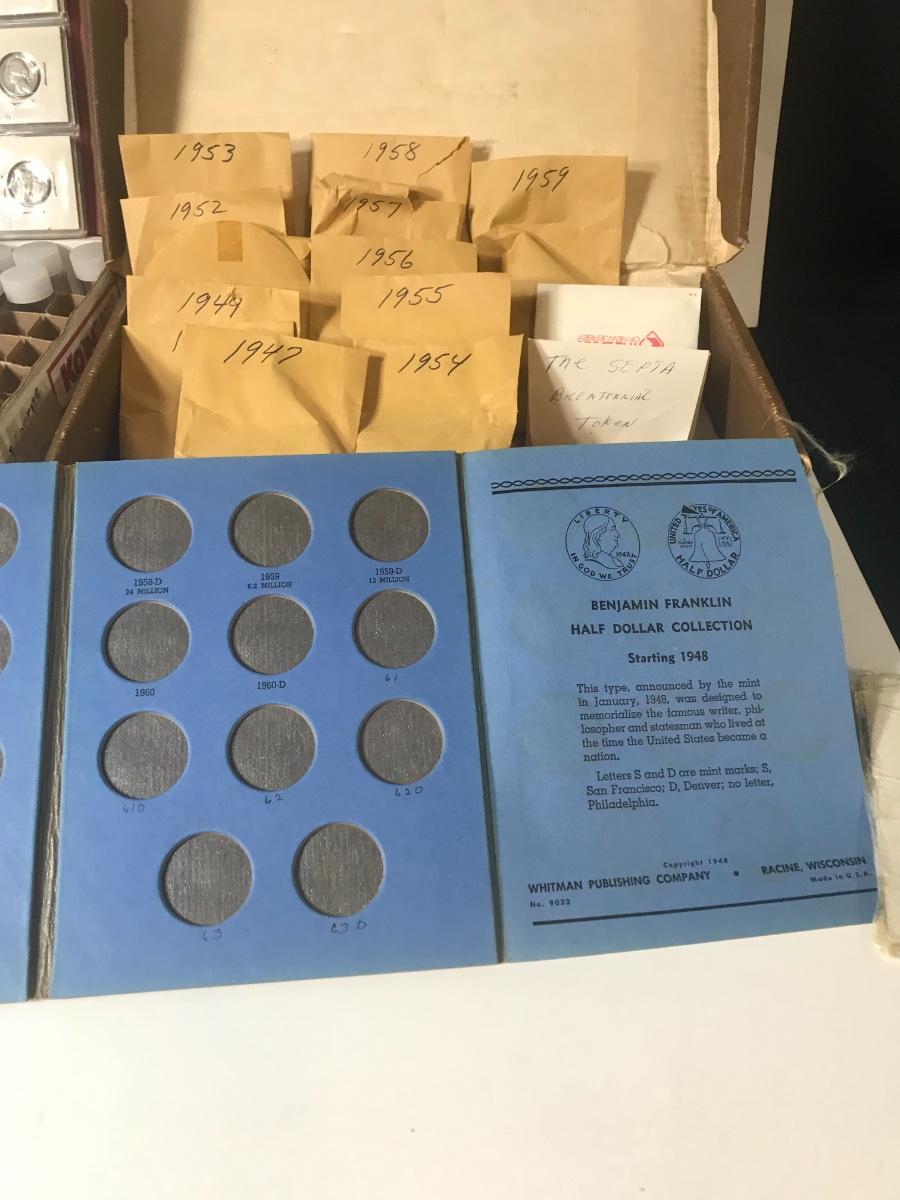 1953
1958
1959
1952
1957
1956
1949
1955
1947
1954
The SEPTA
BICENTENNIAL
TOKEN
1958-D
24 MILLION
1959
6.2 MILLION
1959-D
13 MILLION
1960
1960-D
61
61D
62
62D
63
63D
LIBERTY
IN GOD WE TRUST
1948
UNITED STATES OF AMERICA
HALF DOLLAR
BENJAMIN FRANKLIN
HALF DOLLAR COLLECTION
Starting 1948
This type, announced by the mint
in January, 1948, was designed to
memorialize the famous writer, phi-
losopher and statesman who lived at
the time the United States became a
nation.
Letters S and D are mint marks; S,
San Francisco; D, Denver; no letter,
Philadelphia.
Copyright 1948
WHITMAN PUBLISHING COMPANY • RACINE, WISCONSIN
No. 9032
Made in U.S.A.